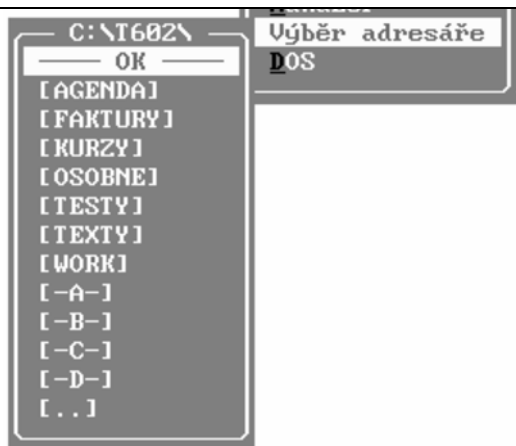 C:\T602\
OK
[AGENDA]
[FAKTURY]
[KURZY]
[OSOBNE]
[TESTY]
[TEXTY]
[WORK]
[-A-]
[-B-]
[-C-]
[-D-]
[..]
Výběr adresáře
DOS